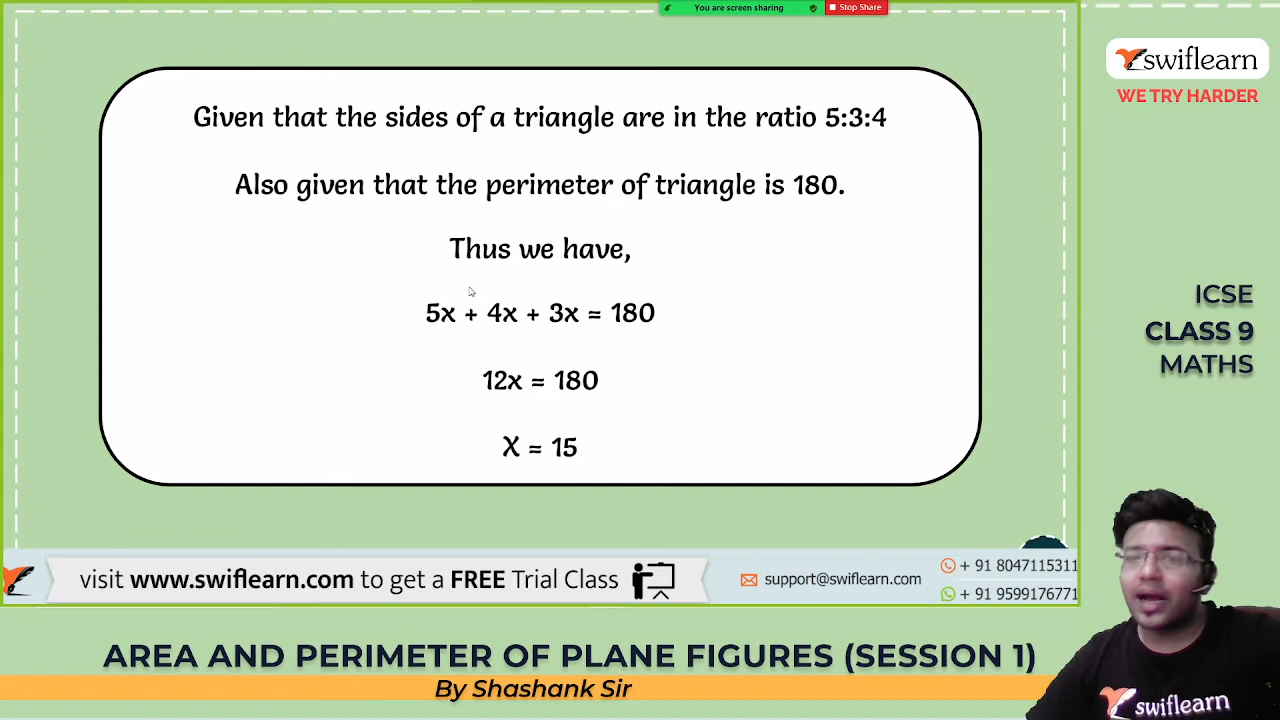 You are screen sharing
Stop Share
swiflearn
WE TRY HARDER
Given that the sides of a triangle are in the ratio 5:3:4
Also given that the perimeter of triangle is 180.
Thus we have,
5x + 4x + 3x = 180
12x = 180
X = 15
ICSE
CLASS 9
MATHS
visit www.swiflearn.com to get a FREE Trial Class
support@swiflearn.com
+ 91 8047115311
+ 91 9599176771
AREA AND PERIMETER OF PLANE FIGURES (SESSION 1)
By Shashank Sir
swiflearn